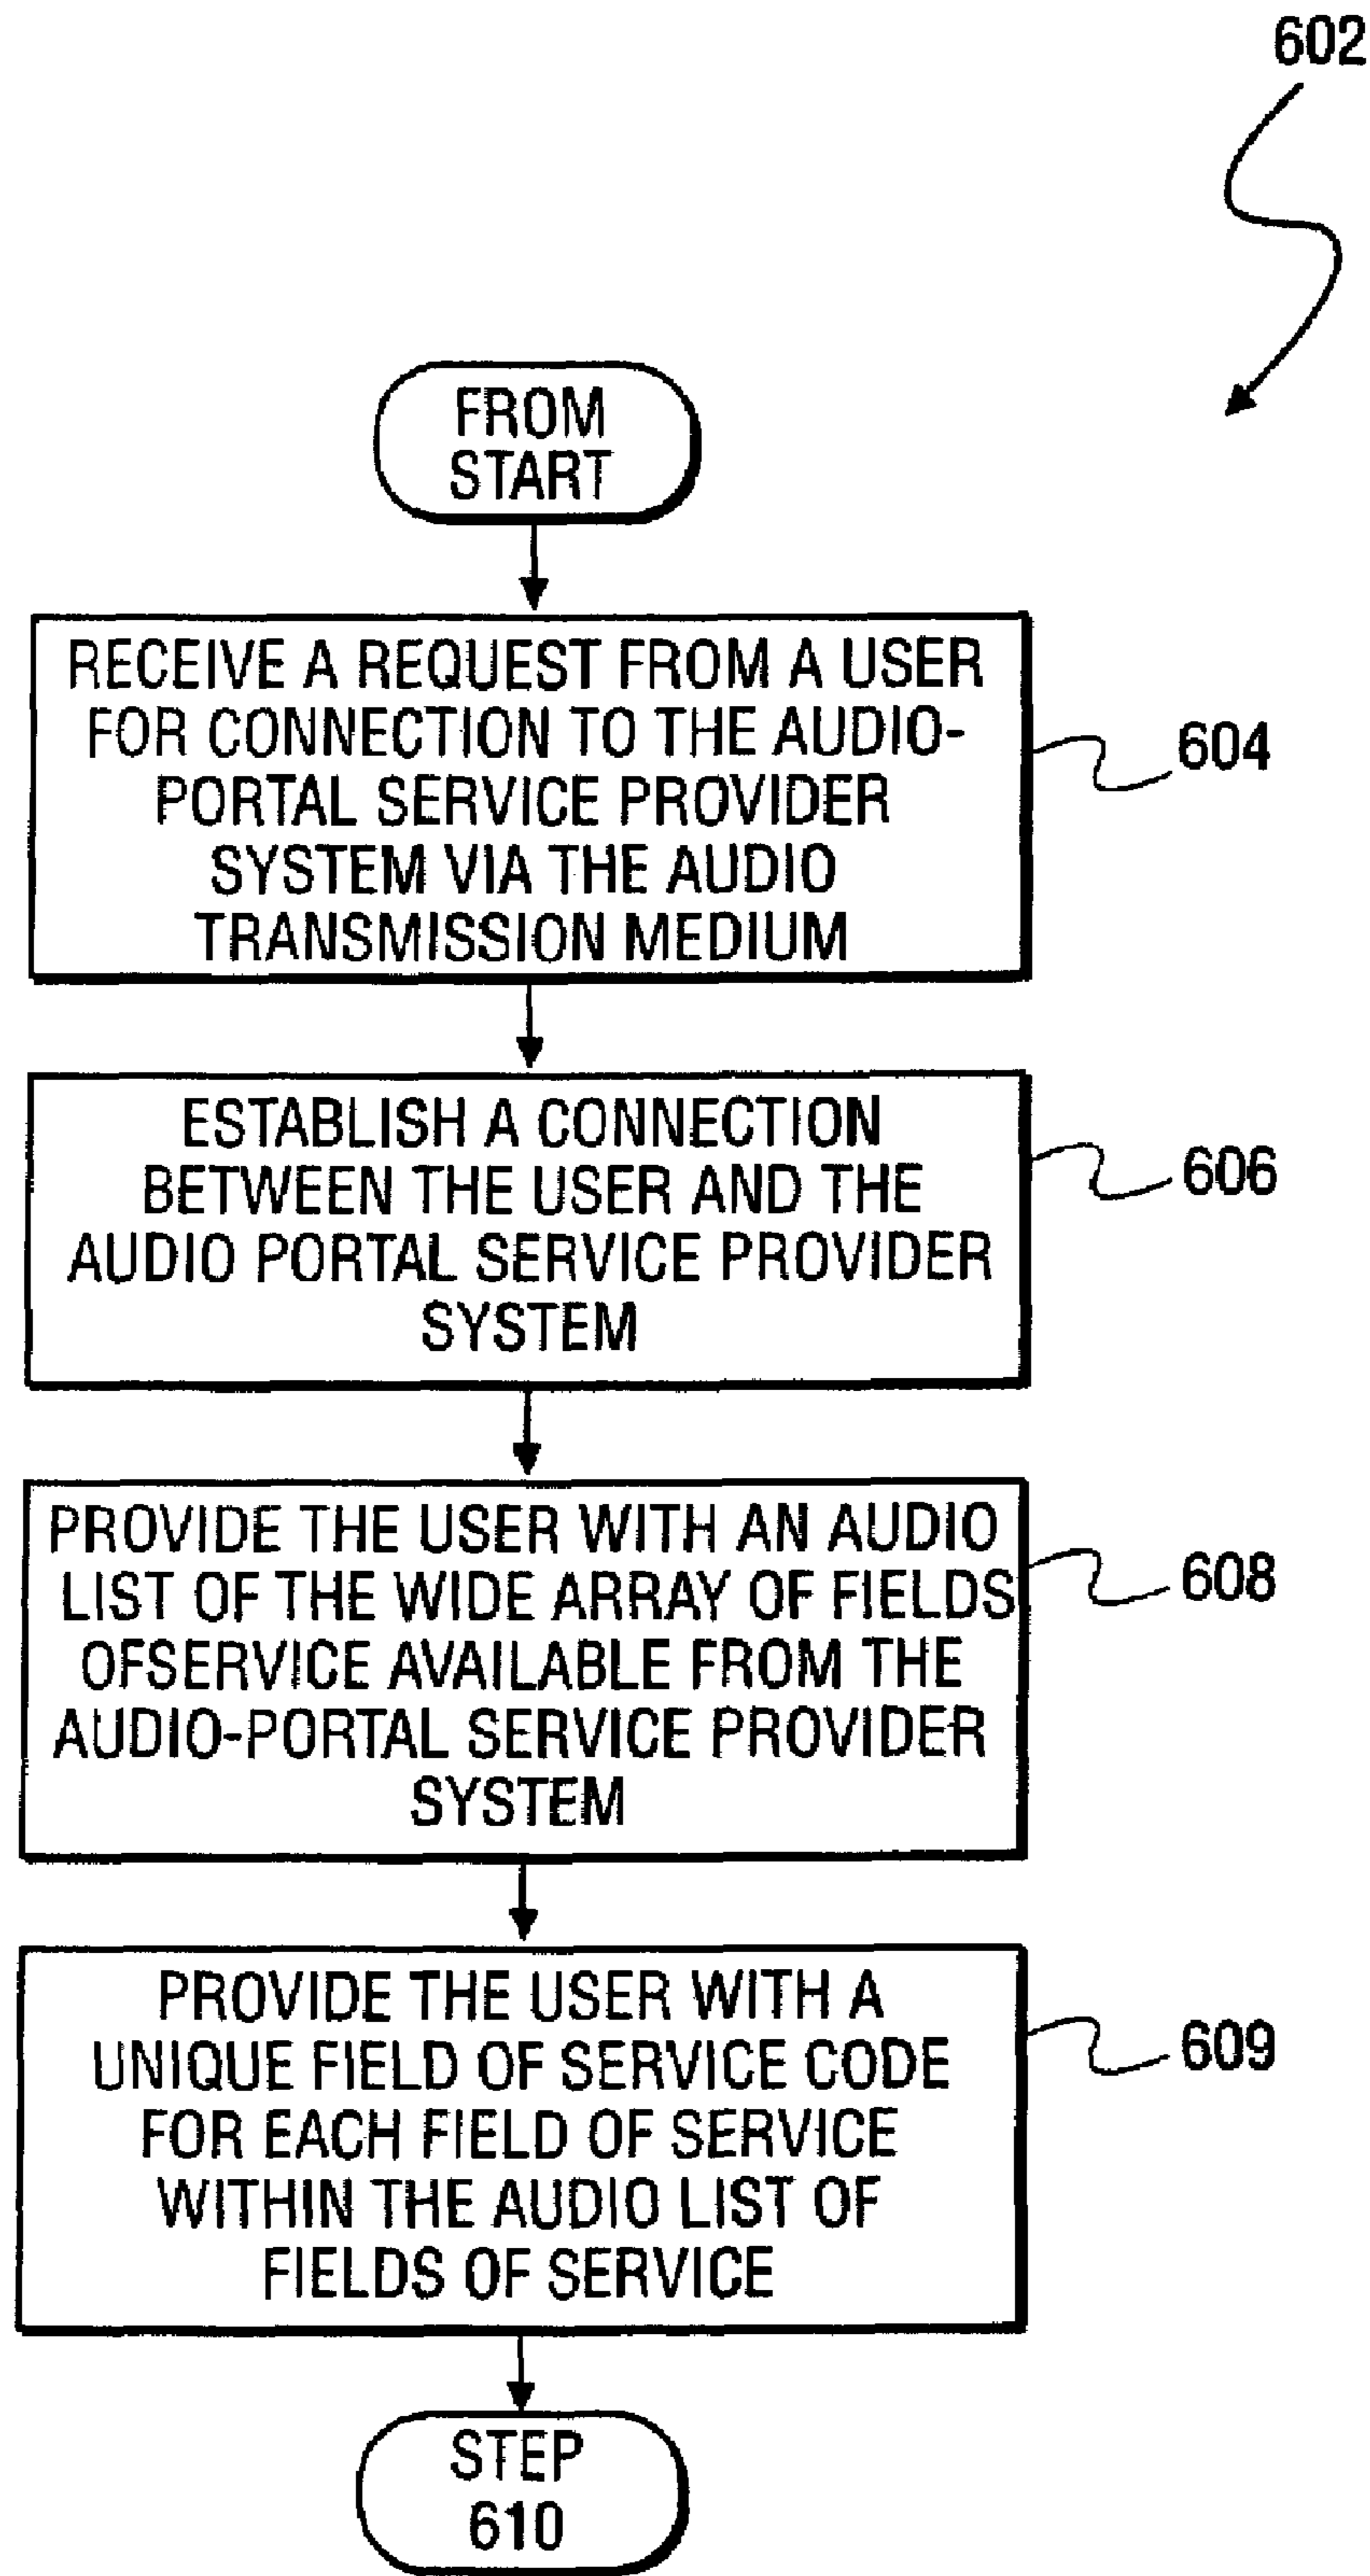 602
FROM
START
RECEIVE A REQUEST FROM A USER
FOR CONNECTION TO THE AUDIO-
PORTAL SERVICE PROVIDER
SYSTEM VIA THE AUDIO
TRANSMISSION MEDIUM
604
ESTABLISH A CONNECTION
BETWEEN THE USER AND THE
AUDIO PORTAL SERVICE PROVIDER
SYSTEM
606
PROVIDE THE USER WITH AN AUDIO
LIST OF THE WIDE ARRAY OF FIELDS
OFSERVICE AVAILABLE FROM THE
AUDIO-PORTAL SERVICE PROVIDER
SYSTEM
608
PROVIDE THE USER WITH A
UNIQUE FIELD OF SERVICE CODE
FOR EACH FIELD OF SERVICE
WITHIN THE AUDIO LIST OF
FIELDS OF SERVICE
609
STEP
610